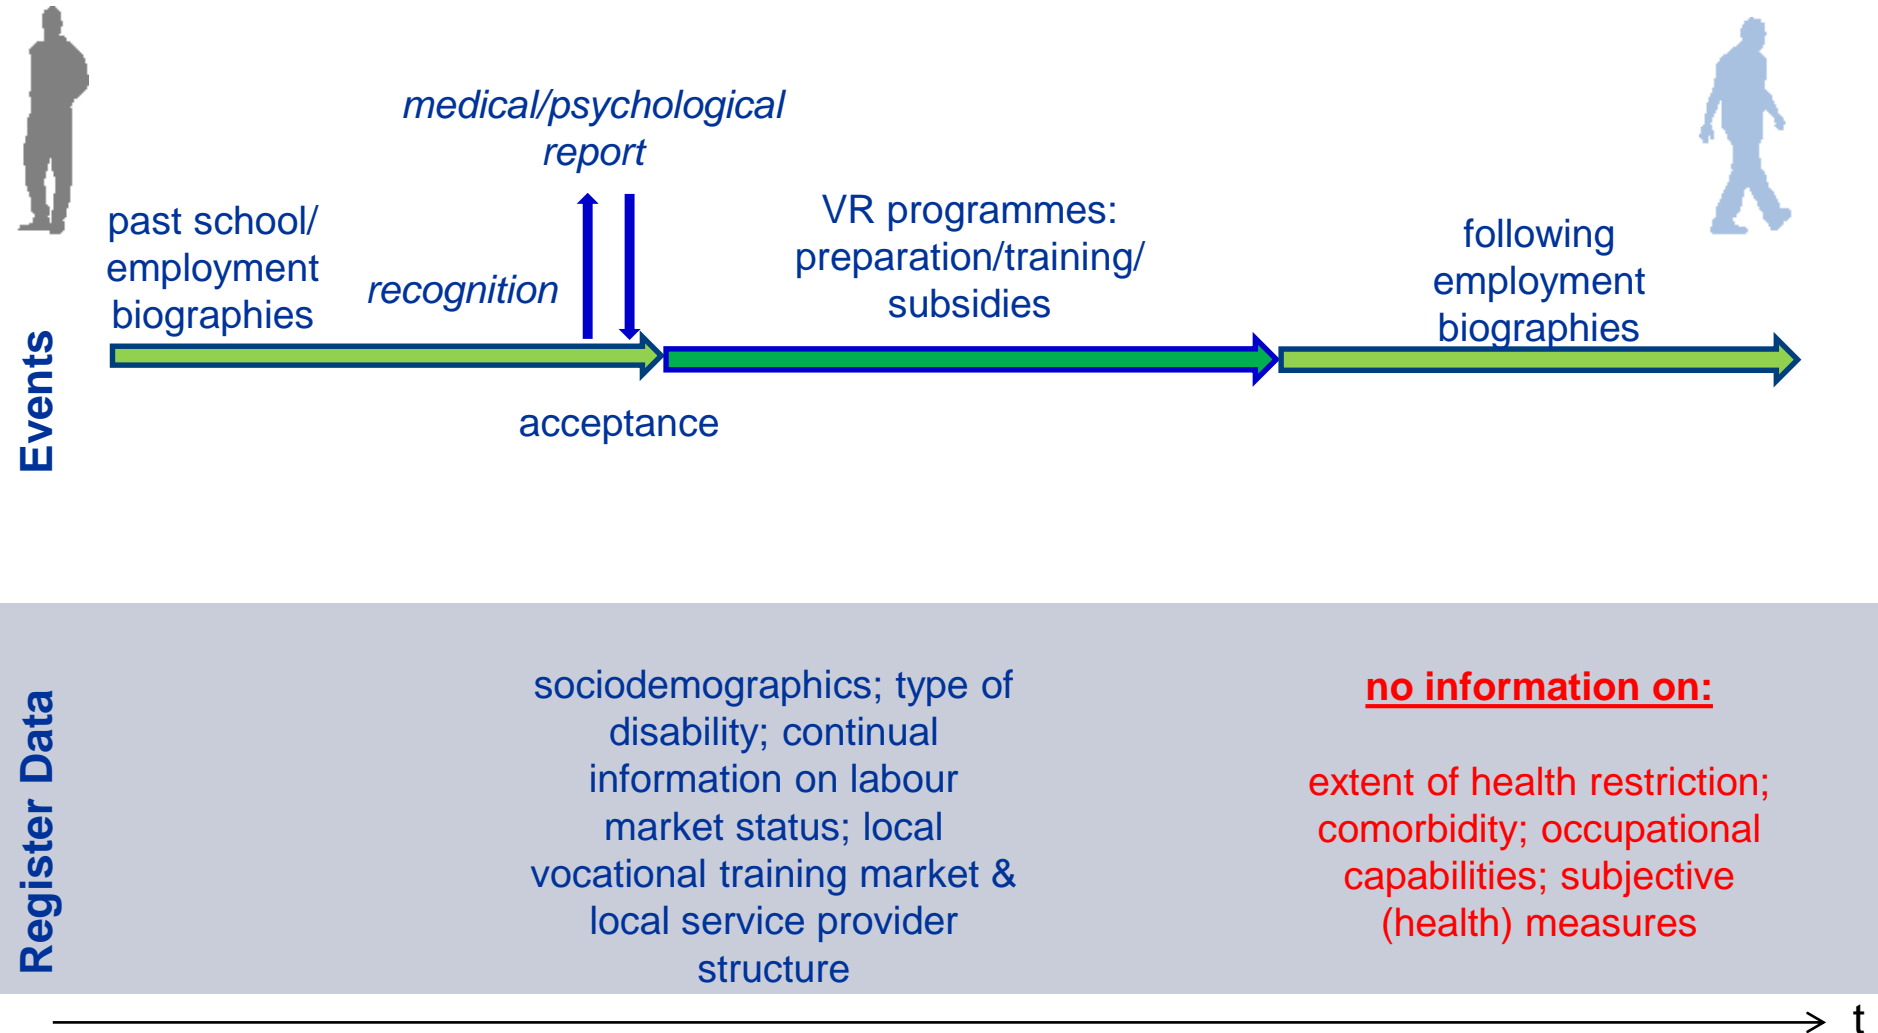 medical/psychological
report
past school/
employment
biographies
recognition
VR programmes:
preparation/training/
subsidies
following
employment
biographies
acceptance
Events
sociodemographics; type of
disability; continual
information on labour
market status; local
vocational training market &
local service provider
structure
no information on:
extent of health restriction;
comorbidity; occupational
capabilities; subjective
(health) measures
Register Data
t